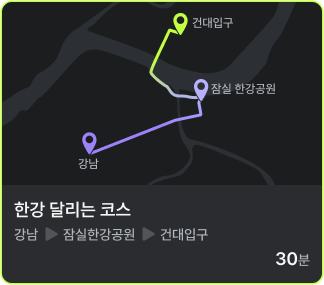 건대입구
잠실 한강공원
강남
한강 달리는 코스
강남 ▶ 잠실한강공원 ▶ 건대입구
30분